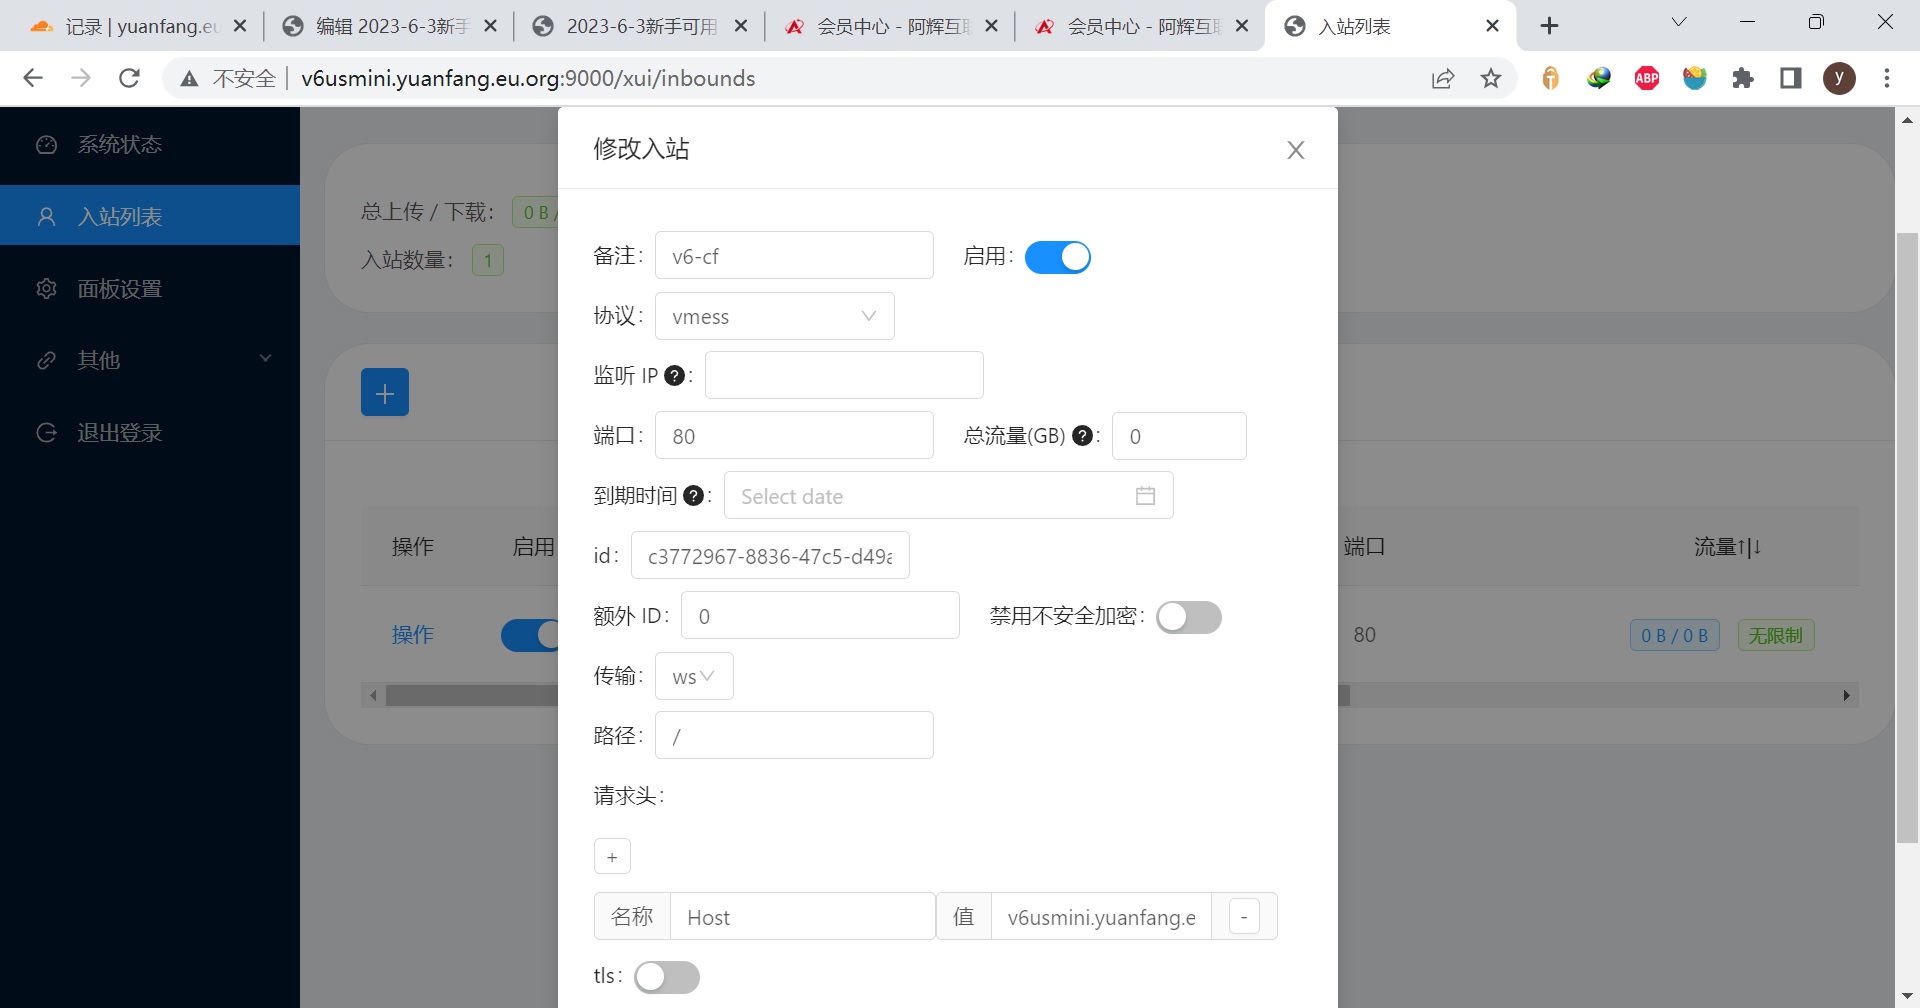 记录 | yuanfang.eu
编辑 2023-6-3新手
2023-6-3新手可用
会员中心 - 阿辉互联
会员中心 - 阿辉互联
入站列表
不安全
v6usmini.yuanfang.eu.org:9000/xui/inbounds
ABP
y
系统状态
入站列表
面板设置
其他
退出登录
总上传 / 下载:
0 B /
入站数量:
1
修改入站
X
备注:
v6-cf
启用:
协议:
vmess
监听 IP ?:
端口:
80
总流量(GB) ?:
0
到期时间 ?:
Select date
id:
c3772967-8836-47c5-d49a
额外 ID:
0
禁用不安全加密:
传输:
ws
路径:
/
请求头:
+
名称
Host
值
v6usmini.yuanfang.e
-
tls:
+
操作
启用
端口
流量↑|↓
操作
80
0 B / 0 B
无限制